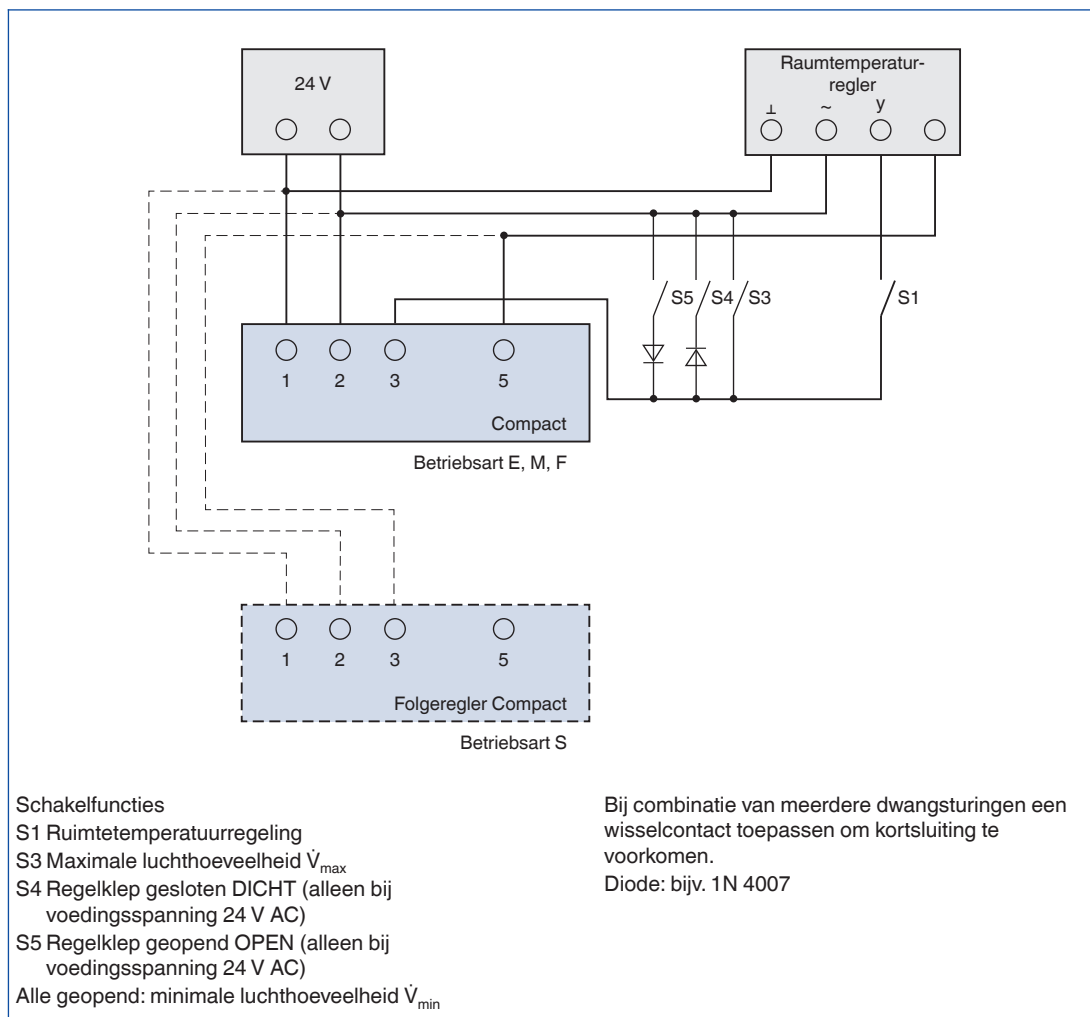 24 V
Raumtemperatur-
regler
⊥ ~ y
S5 S4 S3 S1
1 2 3 5
Compact
Betriebsart E, M, F
1 2 3 5
Folgeregler Compact
Betriebsart S
Schakelfuncties
S1 Ruimtetemperatuurregeling
S3 Maximale luchthoeveelheid V̇max
S4 Regelklep gesloten DICHT (alleen bij
voedingsspanning 24 V AC)
S5 Regelklep geopend OPEN (alleen bij
voedingsspanning 24 V AC)
Alle geopend: minimale luchthoeveelheid V̇min
Bij combinatie van meerdere dwangsturingen een
wisselcontact toepassen om kortsluiting te
voorkomen.
Diode: bijv. 1N 4007